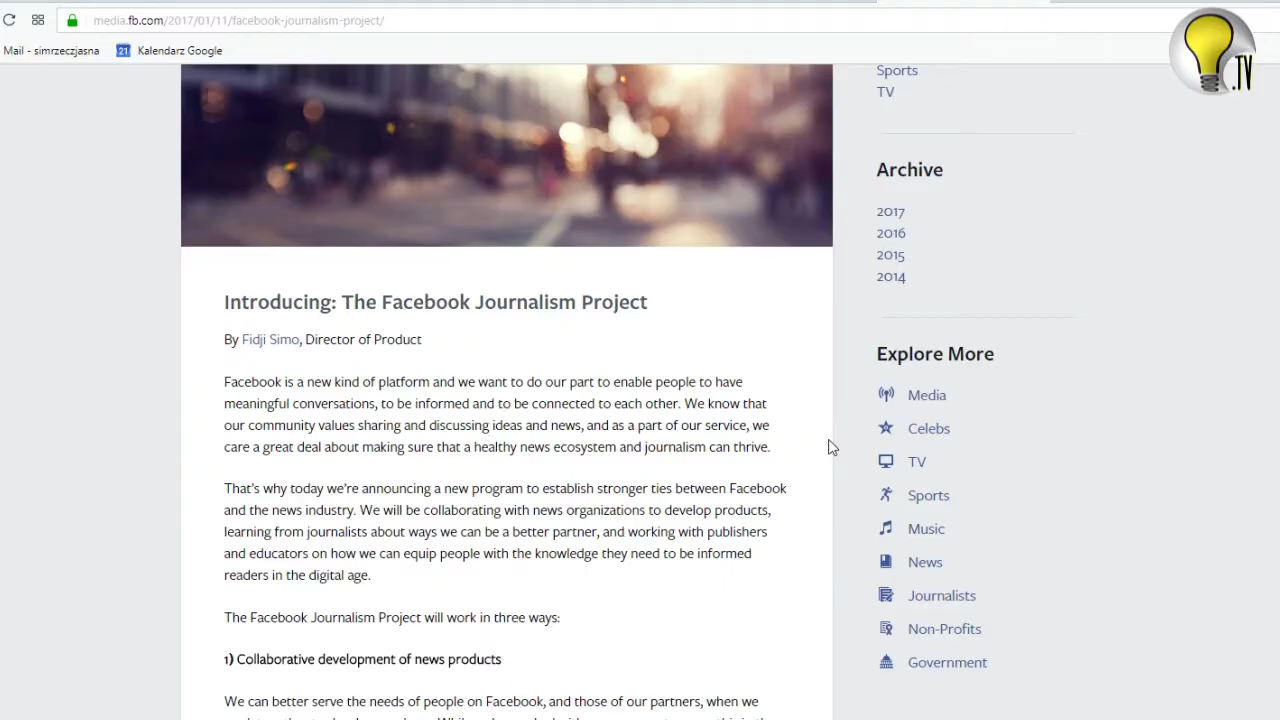 media.fb.com/2017/01/11/facebook-journalism-project/
Mail - simrzeczjasna
21 Kalendarz Google
.TV
Sports
TV
Archive
2017
2016
2015
2014
Introducing: The Facebook Journalism Project
By Fidji Simo, Director of Product
Facebook is a new kind of platform and we want to do our part to enable people to have
meaningful conversations, to be informed and to be connected to each other. We know that
our community values sharing and discussing ideas and news, and as a part of our service, we
care a great deal about making sure that a healthy news ecosystem and journalism can thrive.
That’s why today we’re announcing a new program to establish stronger ties between Facebook
and the news industry. We will be collaborating with news organizations to develop products,
learning from journalists about ways we can be a better partner, and working with publishers
and educators on how we can equip people with the knowledge they need to be informed
readers in the digital age.
The Facebook Journalism Project will work in three ways:
1) Collaborative development of news products
We can better serve the needs of people on Facebook, and those of our partners, when we
Explore More
Media
Celebs
TV
Sports
Music
News
Journalists
Non-Profits
Government